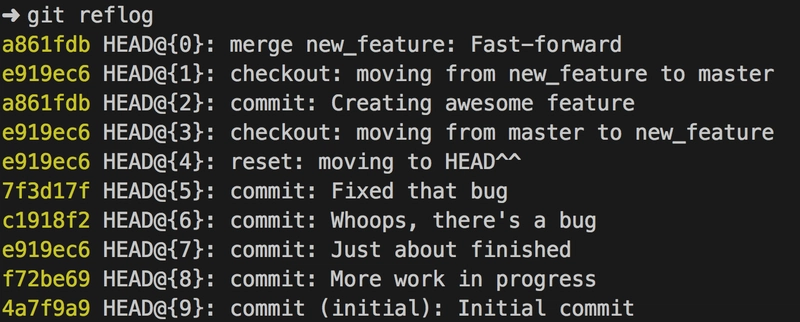 ➜ git reflog
a861fdb HEAD@{0}: merge new_feature: Fast-forward
e919ec6 HEAD@{1}: checkout: moving from new_feature to master
a861fdb HEAD@{2}: commit: Creating awesome feature
e919ec6 HEAD@{3}: checkout: moving from master to new_feature
e919ec6 HEAD@{4}: reset: moving to HEAD^^
7f3d17f HEAD@{5}: commit: Fixed that bug
c1918f2 HEAD@{6}: commit: Whoops, there's a bug
e919ec6 HEAD@{7}: commit: Just about finished
f72be69 HEAD@{8}: commit: More work in progress
4a7f9a9 HEAD@{9}: commit (initial): Initial commit